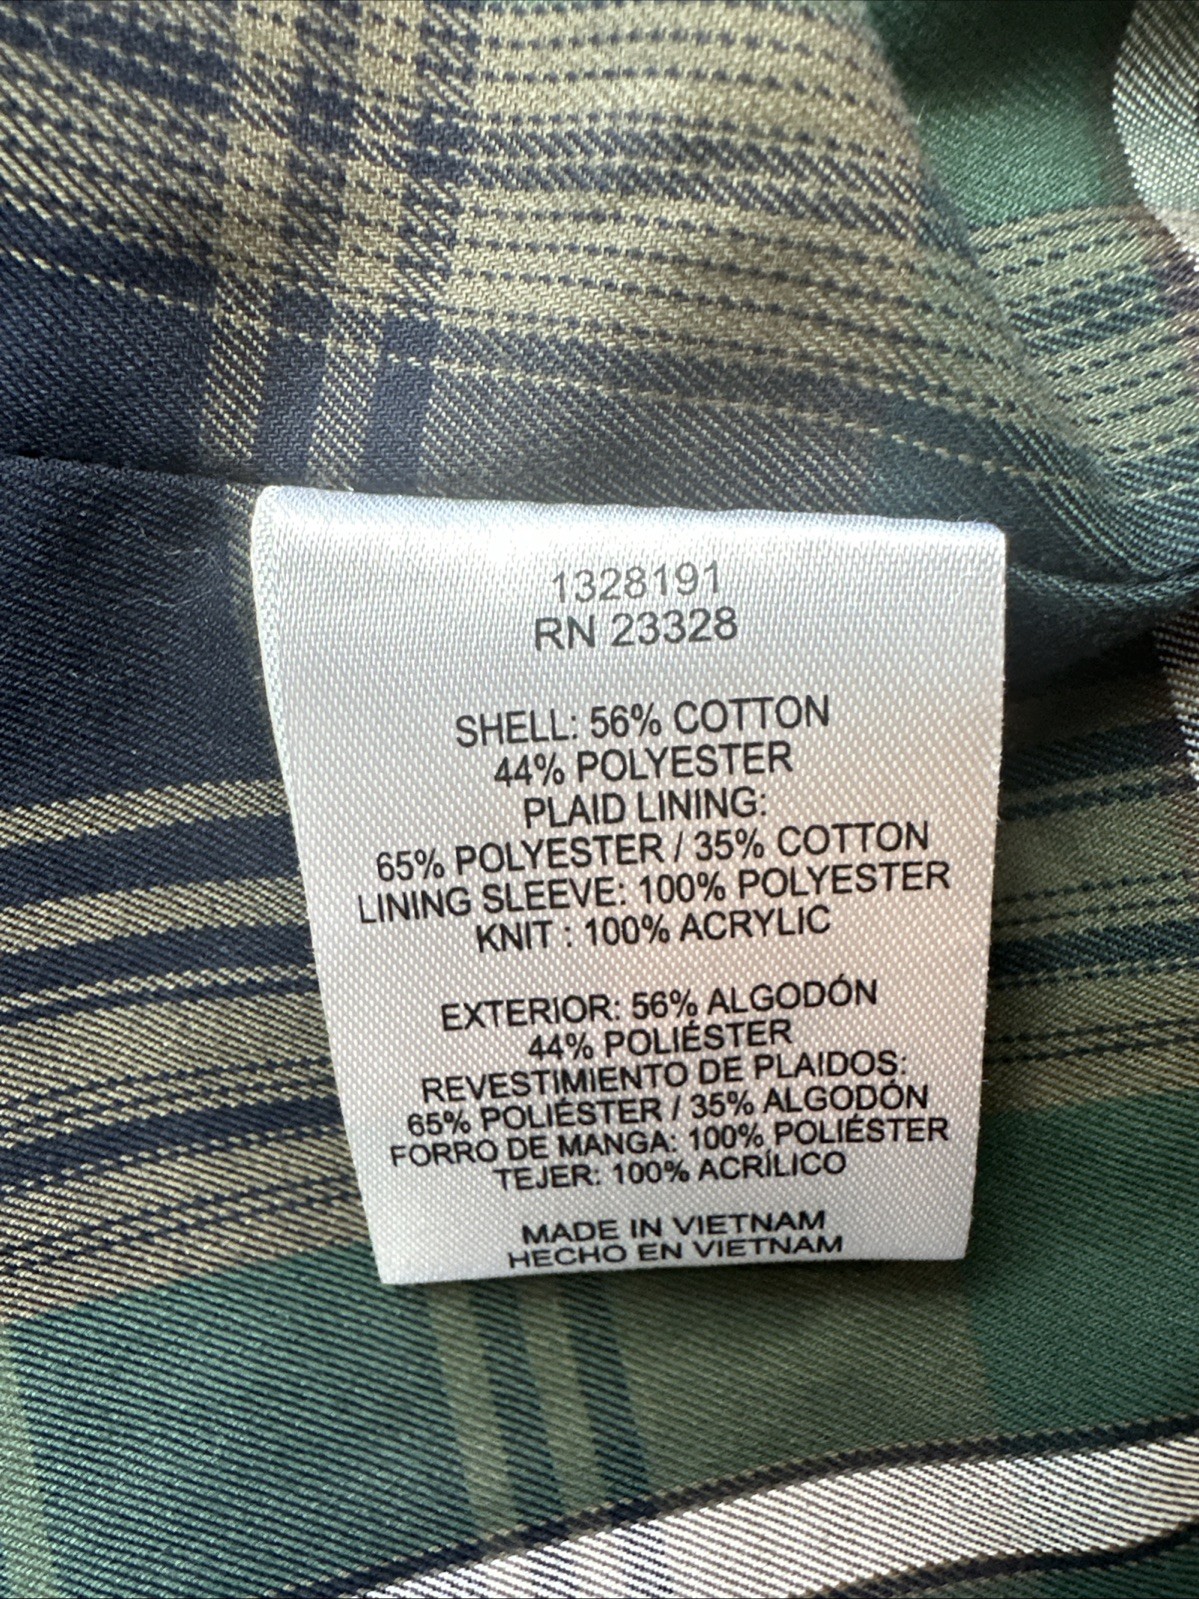 1328191
RN 23328
SHELL: 56% COTTON
44% POLYESTER
PLAID LINING:
65% POLYESTER / 35% COTTON
LINING SLEEVE: 100% POLYESTER
KNIT : 100% ACRYLIC
EXTERIOR: 56% ALGODÓN
44% POLIÉSTER
REVESTIMIENTO DE PLAIDOS:
65% POLIÉSTER / 35% ALGODÓN
FORRO DE MANGA: 100% POLIÉSTER
TEJER: 100% ACRÍLICO
MADE IN VIETNAM
HECHO EN VIETNAM